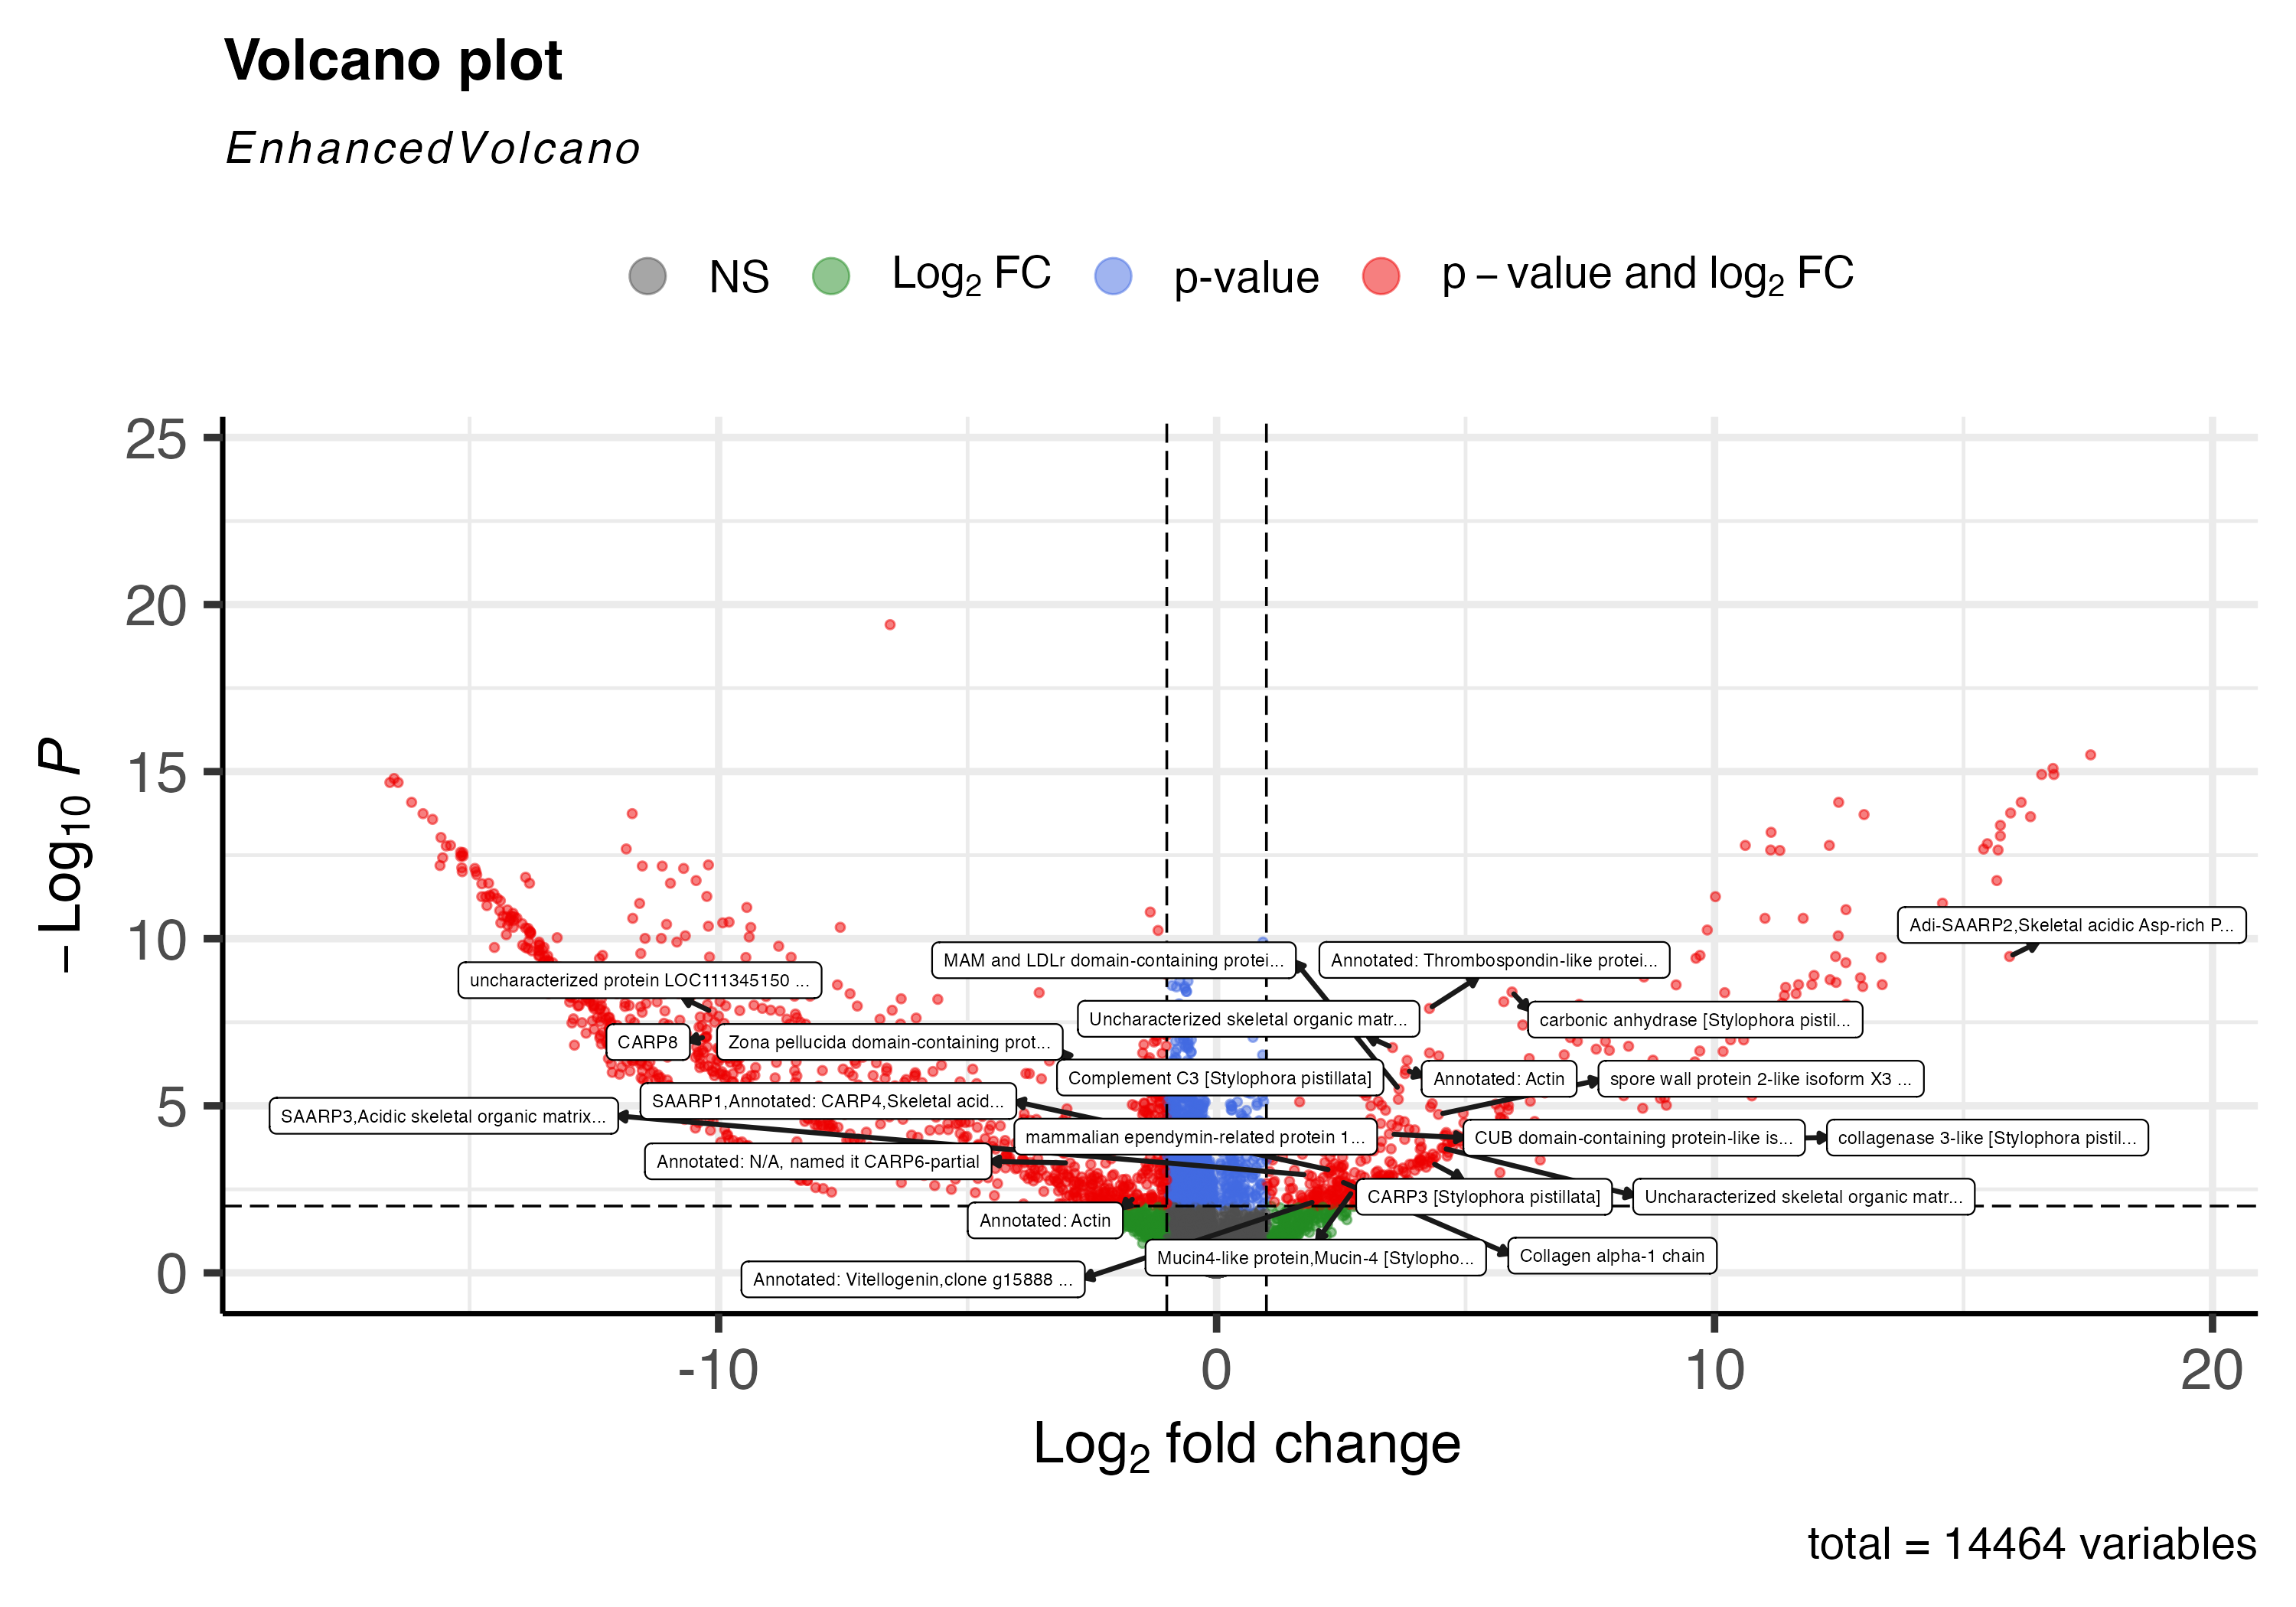 Volcano plot
EnhancedVolcano
NS
Log2 FC
p-value
p – value and log2 FC
25
20
15
10
5
0
–Log10 P
Adi-SAARP2,Skeletal acidic Asp-rich P...
MAM and LDLr domain-containing protei...
Annotated: Thrombospondin-like protei...
uncharacterized protein LOC111345150 ...
Uncharacterized skeletal organic matr...
carbonic anhydrase [Stylophora pistil...
CARP8
Zona pellucida domain-containing prot...
Complement C3 [Stylophora pistillata]
Annotated: Actin
spore wall protein 2-like isoform X3 ...
SAARP1,Annotated: CARP4,Skeletal acid...
SAARP3,Acidic skeletal organic matrix...
mammalian ependymin-related protein 1...
CUB domain-containing protein-like is...
collagenase 3-like [Stylophora pistil...
Annotated: N/A, named it CARP6-partial
CARP3 [Stylophora pistillata]
Uncharacterized skeletal organic matr...
Annotated: Actin
Mucin4-like protein,Mucin-4 [Stylopho...
Collagen alpha-1 chain
Annotated: Vitellogenin,clone g15888 ...
-10
0
10
20
Log2 fold change
total = 14464 variables